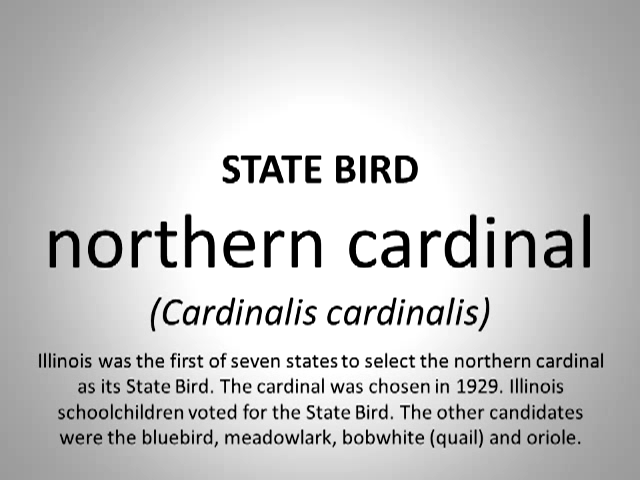 STATE BIRD
northern cardinal
(Cardinalis cardinalis)
Illinois was the first of seven states to select the northern cardinal
as its State Bird. The cardinal was chosen in 1929. Illinois
schoolchildren voted for the State Bird. The other candidates
were the bluebird, meadowlark, bobwhite (quail) and oriole.